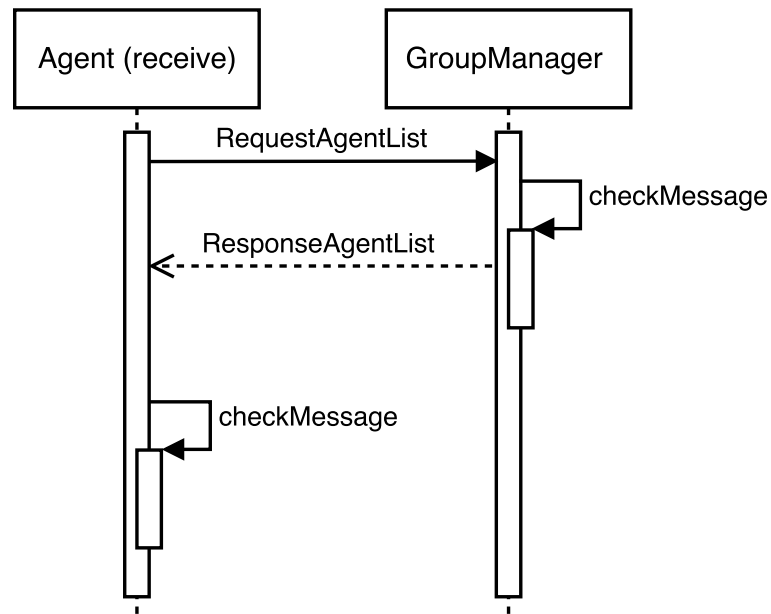 Agent (receive)
GroupManager
RequestAgentList
checkMessage
ResponseAgentList
checkMessage